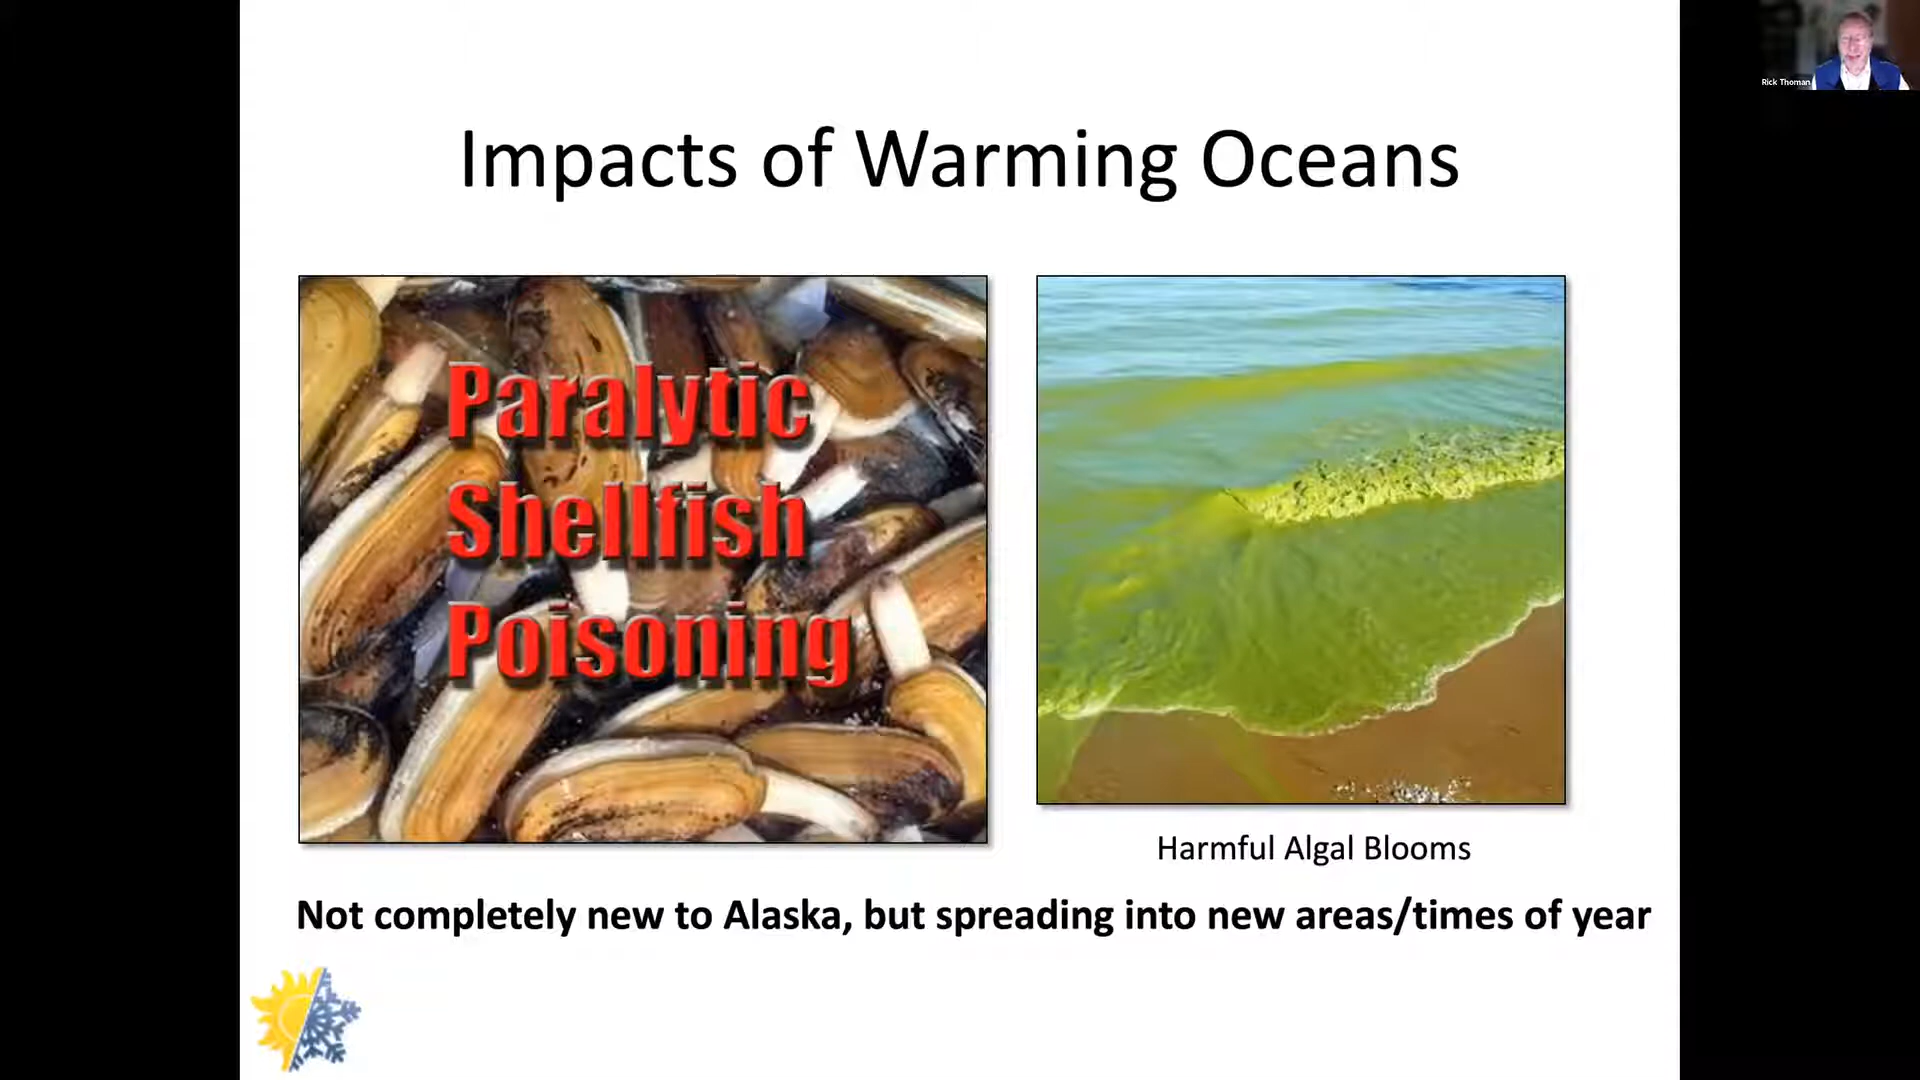 Rick Thoman
Impacts of Warming Oceans
Paralytic
Shellfish
Poisoning
Harmful Algal Blooms
Not completely new to Alaska, but spreading into new areas/times of year